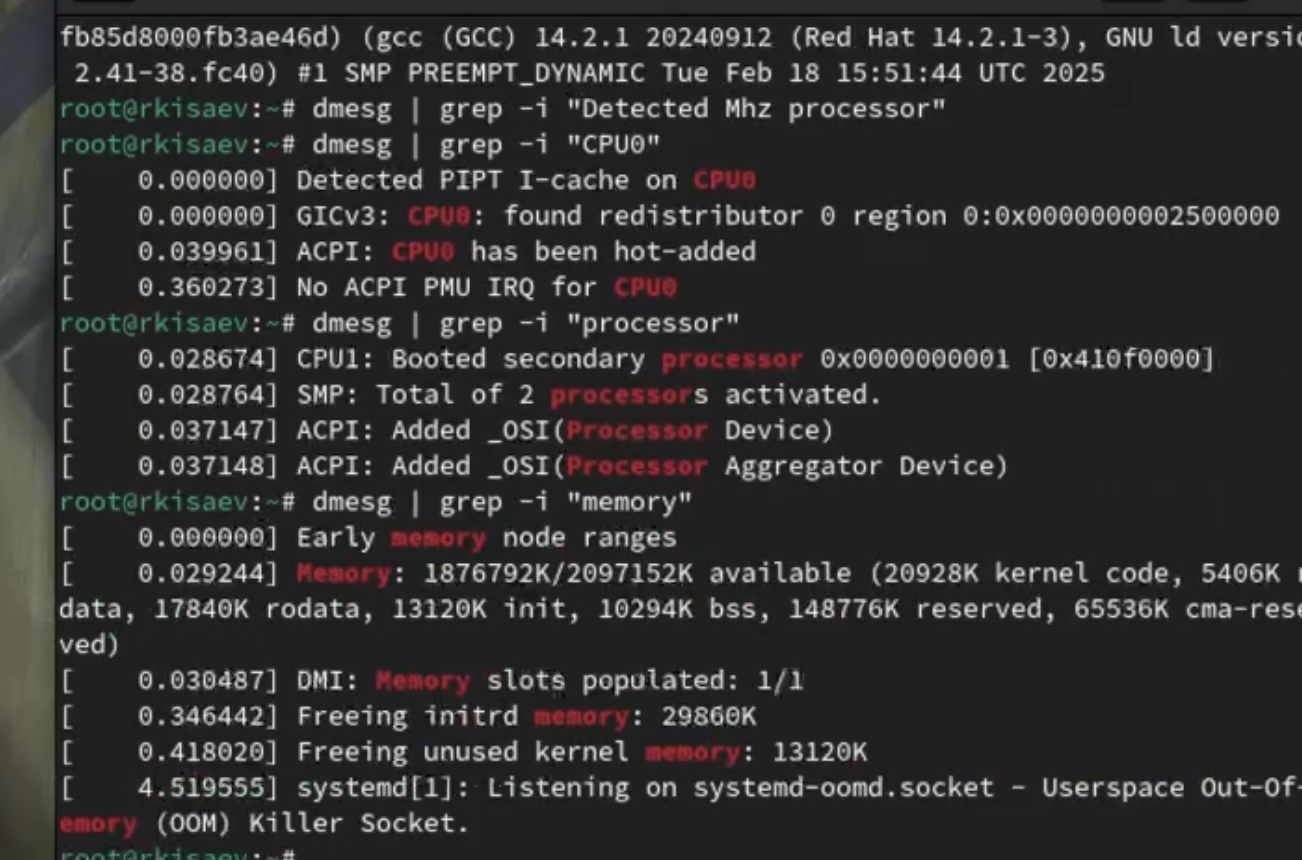 fb85d8000fb3ae46d) (gcc (GCC) 14.2.1 20240912 (Red Hat 14.2.1-3), GNU ld versio
2.41-38.fc40) #1 SMP PREEMPT_DYNAMIC Tue Feb 18 15:51:44 UTC 2025
root@rkisaev:~# dmesg | grep -i "Detected Mhz processor"
root@rkisaev:~# dmesg | grep -i "CPU0"
[    0.000000] Detected PIPT I-cache on CPU0
[    0.000000] GICv3: CPU0: found redistributor 0 region 0:0x0000000002500000
[    0.039961] ACPI: CPU0 has been hot-added
[    0.360273] No ACPI PMU IRQ for CPU0
root@rkisaev:~# dmesg | grep -i "processor"
[    0.028674] CPU1: Booted secondary processor 0x0000000001 [0x410f0000]
[    0.028764] SMP: Total of 2 processors activated.
[    0.037147] ACPI: Added _OSI(Processor Device)
[    0.037148] ACPI: Added _OSI(Processor Aggregator Device)
root@rkisaev:~# dmesg | grep -i "memory"
[    0.000000] Early memory node ranges
[    0.029244] Memory: 1876792K/2097152K available (20928K kernel code, 5406K
data, 17840K rodata, 13120K init, 10294K bss, 148776K reserved, 65536K cma-rese
ved)
[    0.030487] DMI: Memory slots populated: 1/1
[    0.346442] Freeing initrd memory: 29860K
[    0.418020] Freeing unused kernel memory: 13120K
[    4.519555] systemd[1]: Listening on systemd-oomd.socket - Userspace Out-Of-
emory (OOM) Killer Socket.
root@rkisaev:~#